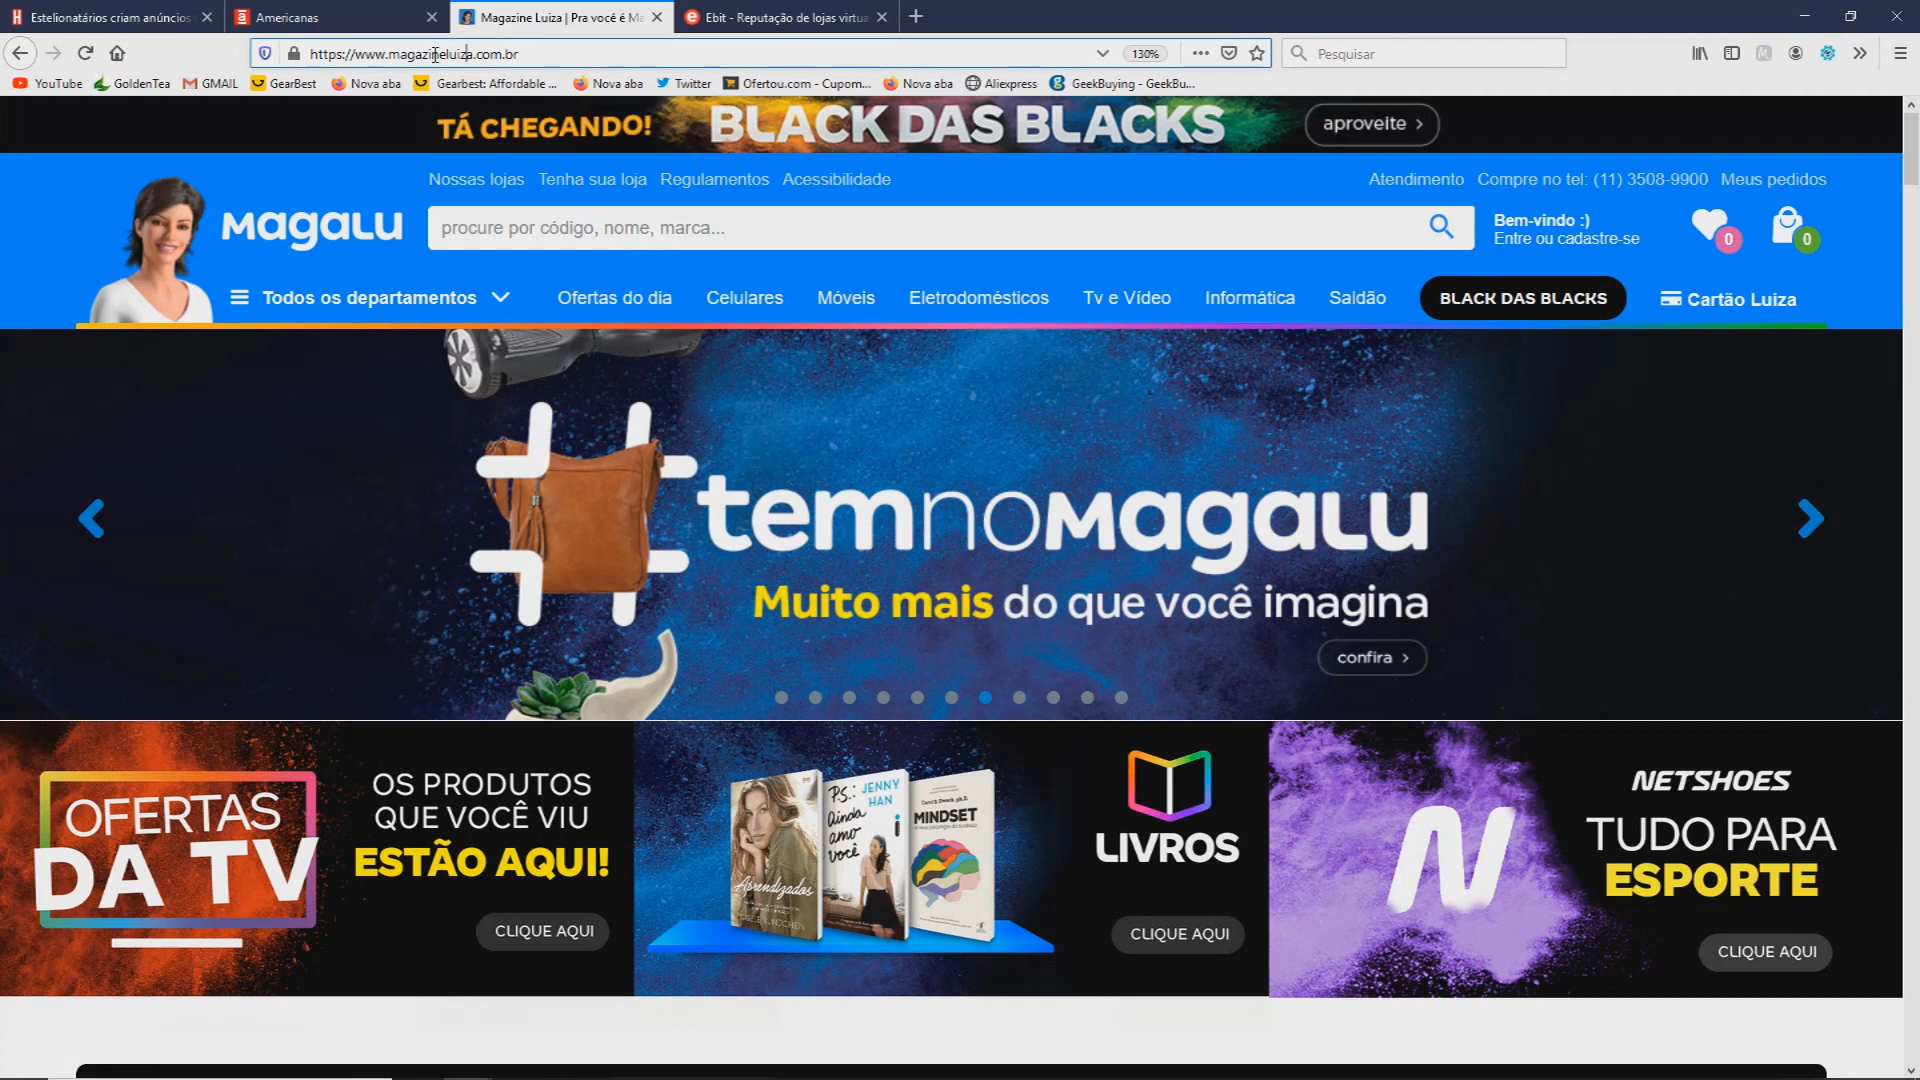 Estelionatários criam anúncios
Americanas
Magazine Luiza | Pra você é Ma
Ebit - Reputação de lojas virtua
https://www.magazineluiza.com.br
130%
Pesquisar
YouTube
GoldenTea
GMAIL
GearBest
Nova aba
Gearbest: Affordable ...
Nova aba
Twitter
Ofertou.com - Cupom...
Nova aba
Aliexpress
GeekBuying - GeekBu...
TÁ CHEGANDO!
BLACK DAS BLACKS
aproveite >
Nossas lojas
Tenha sua loja
Regulamentos
Acessibilidade
Atendimento
Compre no tel: (11) 3508-9900
Meus pedidos
magalu
procure por código, nome, marca...
Bem-vindo :)
Entre ou cadastre-se
0
0
Todos os departamentos
Ofertas do dia
Celulares
Móveis
Eletrodomésticos
Tv e Vídeo
Informática
Saldão
BLACK DAS BLACKS
Cartão Luiza
#temnomagalu
Muito mais do que você imagina
confira >
OFERTAS
DA TV
OS PRODUTOS
QUE VOCÊ VIU
ESTÃO AQUI!
CLIQUE AQUI
Aprendizados
P.S.:
Ainda
amo
você
JENNY
HAN
MINDSET
LIVROS
CLIQUE AQUI
NETSHOES
TUDO PARA
ESPORTE
CLIQUE AQUI